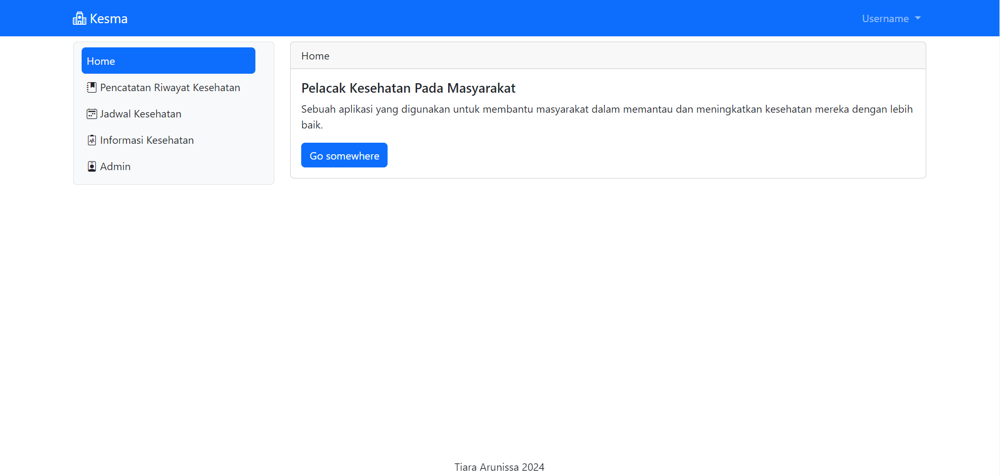 Kesma
Username
Home
Pencatatan Riwayat Kesehatan
Jadwal Kesehatan
Informasi Kesehatan
Admin
Home
Pelacak Kesehatan Pada Masyarakat
Sebuah aplikasi yang digunakan untuk membantu masyarakat dalam memantau dan meningkatkan kesehatan mereka dengan lebih
baik.
Go somewhere
Tiara Arunissa 2024